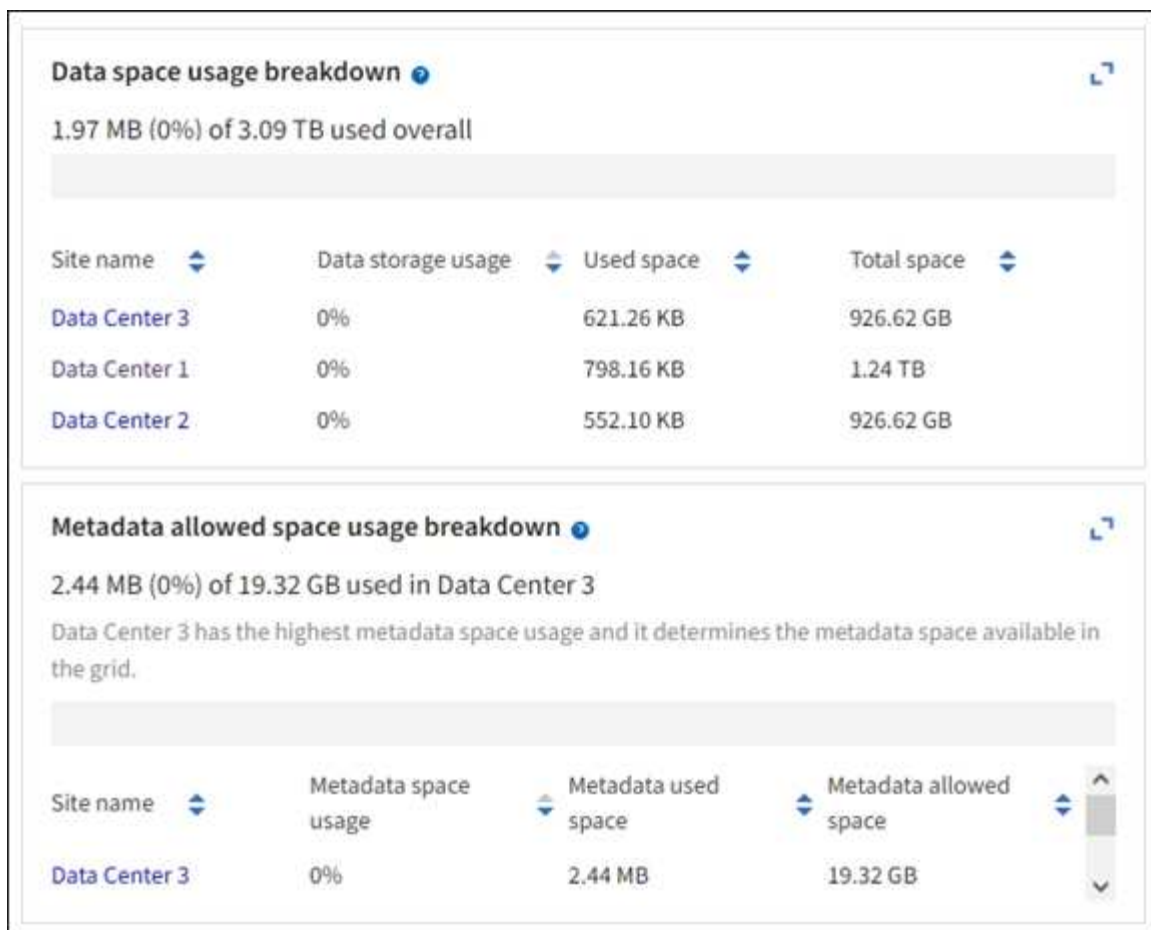 Data space usage breakdown ?
1.97 MB (0%) of 3.09 TB used overall
Site name Data storage usage Used space Total space
Data Center 3 0% 621.26 KB 926.62 GB
Data Center 1 0% 798.16 KB 1.24 TB
Data Center 2 0% 552.10 KB 926.62 GB
Metadata allowed space usage breakdown ?
2.44 MB (0%) of 19.32 GB used in Data Center 3
Data Center 3 has the highest metadata space usage and it determines the metadata space available in
the grid.
Site name Metadata space usage Metadata used space Metadata allowed space
Data Center 3 0% 2.44 MB 19.32 GB